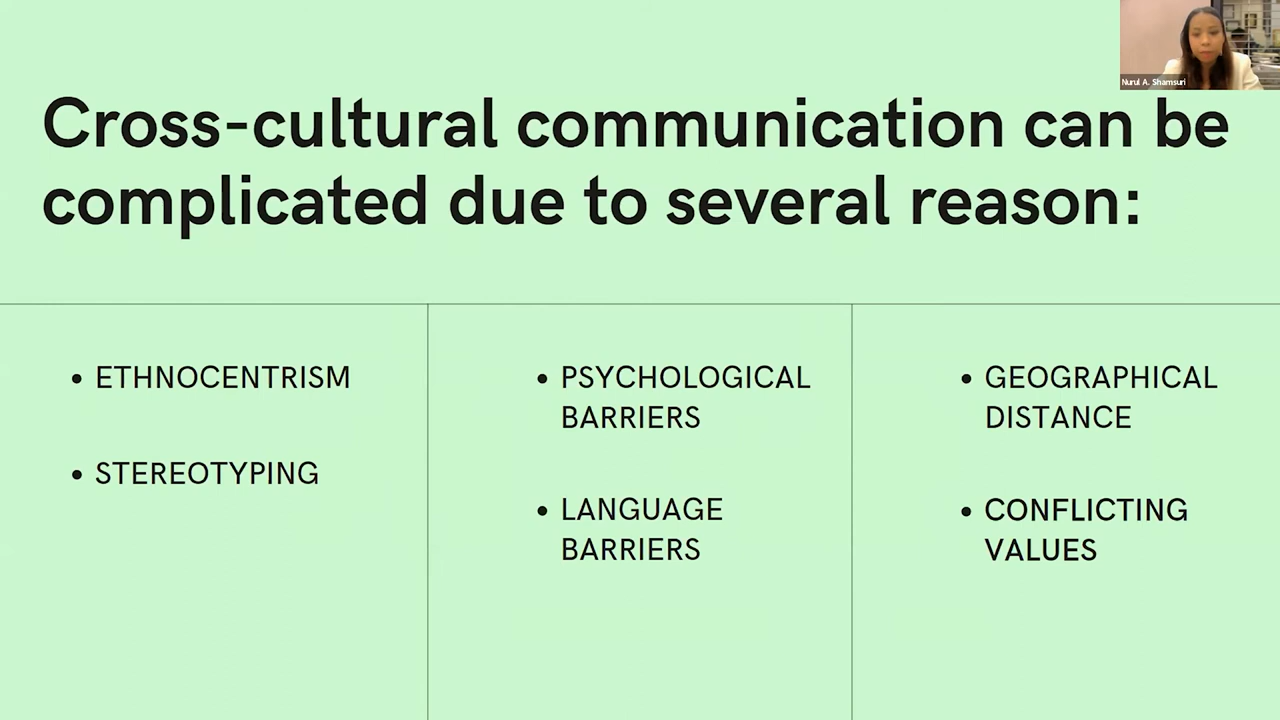 Nurul A. Shamsuri
Cross-cultural communication can be
complicated due to several reason:
• ETHNOCENTRISM
• STEREOTYPING
• PSYCHOLOGICAL
BARRIERS
• LANGUAGE
BARRIERS
• GEOGRAPHICAL
DISTANCE
• CONFLICTING
VALUES